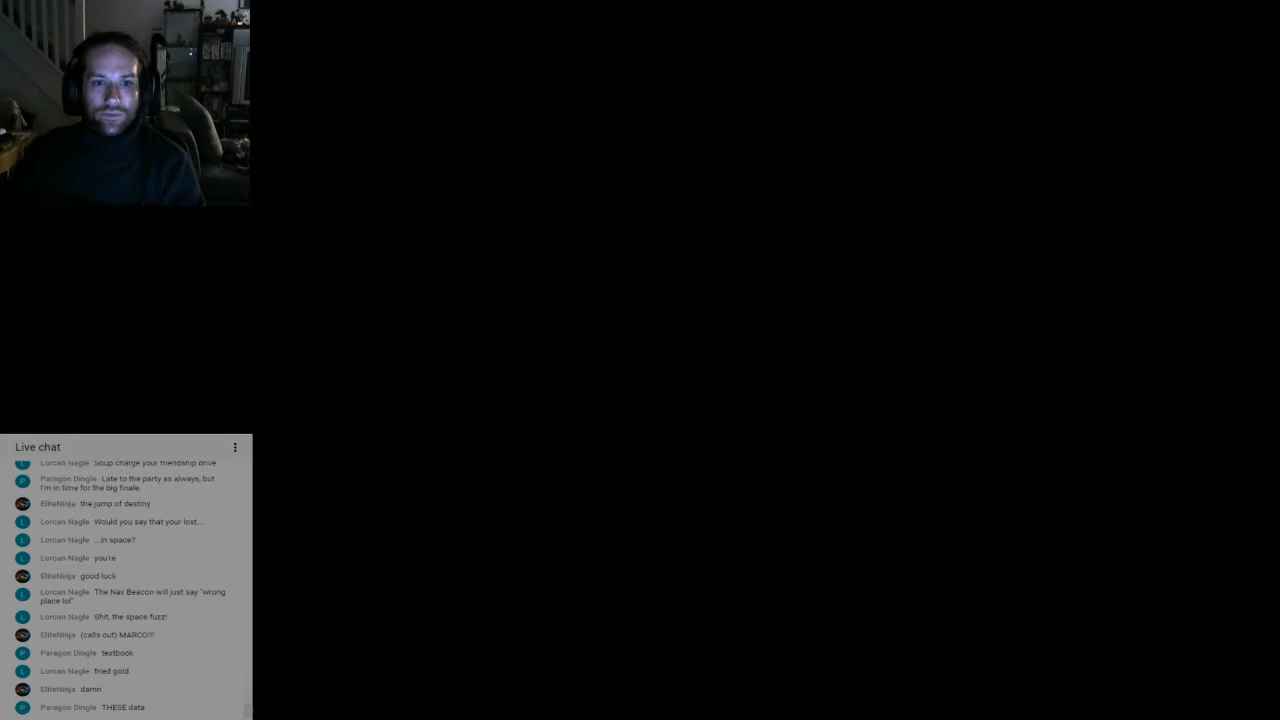 Live chat
Lorcan Nagle Soup charge your friendship drive
Paragon Dingle Late to the party as always, but
I'm in time for the big finale.
EliteNinja the jump of destiny
Lorcan Nagle Would you say that your lost...
Lorcan Nagle ...in space?
Lorcan Nagle you're
EliteNinja good luck
Lorcan Nagle The Nav Beacon will just say "wrong
place lol"
Lorcan Nagle Shit, the space fuzz!
EliteNinja (calls out) MARCO!!!
Paragon Dingle textbook
Lorcan Nagle fried gold
EliteNinja damn
Paragon Dingle THESE data